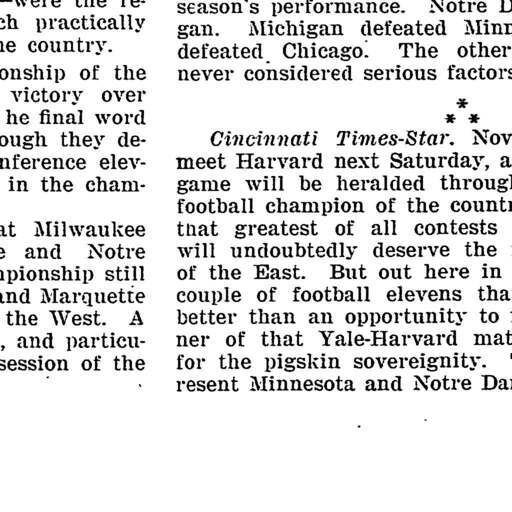 were the re-
ch practically
ne country.
onship of the
victory over
he final word
ough they de-
nference elev-
in the cham-
at Milwaukee
e and Notre
npionship still
and Marquette
the West. A
, and particu-
session of the
season's performance. Notre D
gan. Michigan defeated Minn
defeated Chicago. The other
never considered serious factors
*
* *
Cincinnati Times-Star. Nov
meet Harvard next Saturday, a
game will be heralded through
football champion of the countr
that greatest of all contests
will undoubtedly deserve the
of the East. But out here in
couple of football elevens tha
better than an opportunity to
ner of that Yale-Harvard mat
for the pigskin sovereignity.
resent Minnesota and Notre Da